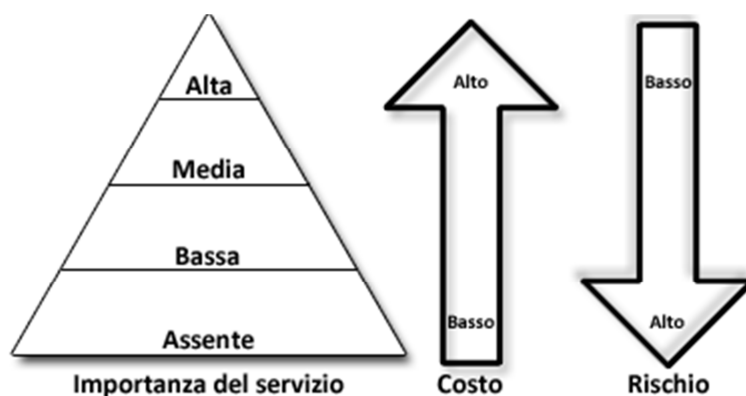 Alta
Media
Bassa
Assente
Importanza del servizio
Alto
Basso
Costo
Basso
Alto
Rischio